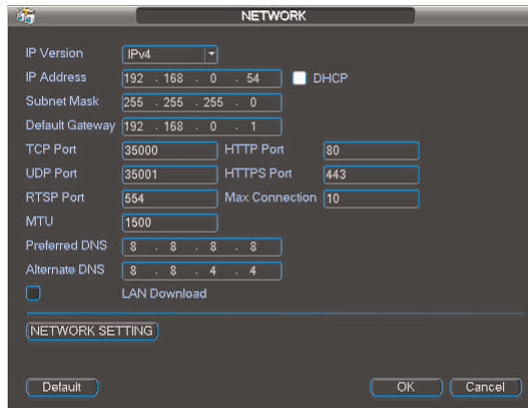 NETWORK
IP Version IPv4
IP Address 192 . 168 . 0 . 54 DHCP
Subnet Mask 255 . 255 . 255 . 0
Default Gateway 192 . 168 . 0 . 1
TCP Port 35000 HTTP Port 80
UDP Port 35001 HTTPS Port 443
RTSP Port 554 Max Connection 10
MTU 1500
Preferred DNS 8 . 8 . 8 . 8
Alternate DNS 8 . 8 . 4 . 4
LAN Download
NETWORK SETTING
Default OK Cancel